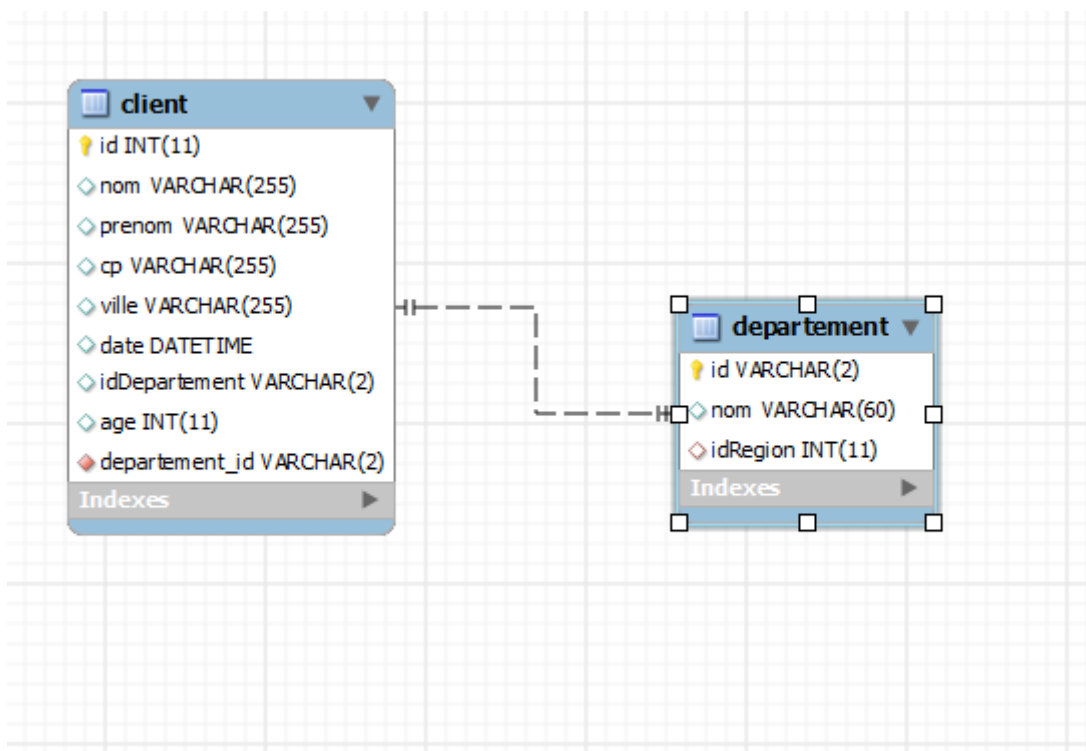 client
id INT(11)
nom VARCHAR(255)
prenom VARCHAR(255)
cp VARCHAR(255)
ville VARCHAR(255)
date DATETIME
idDepartement VARCHAR(2)
age INT(11)
departement_id VARCHAR(2)
Indexes
departement
id VARCHAR(2)
nom VARCHAR(60)
idRegion INT(11)
Indexes